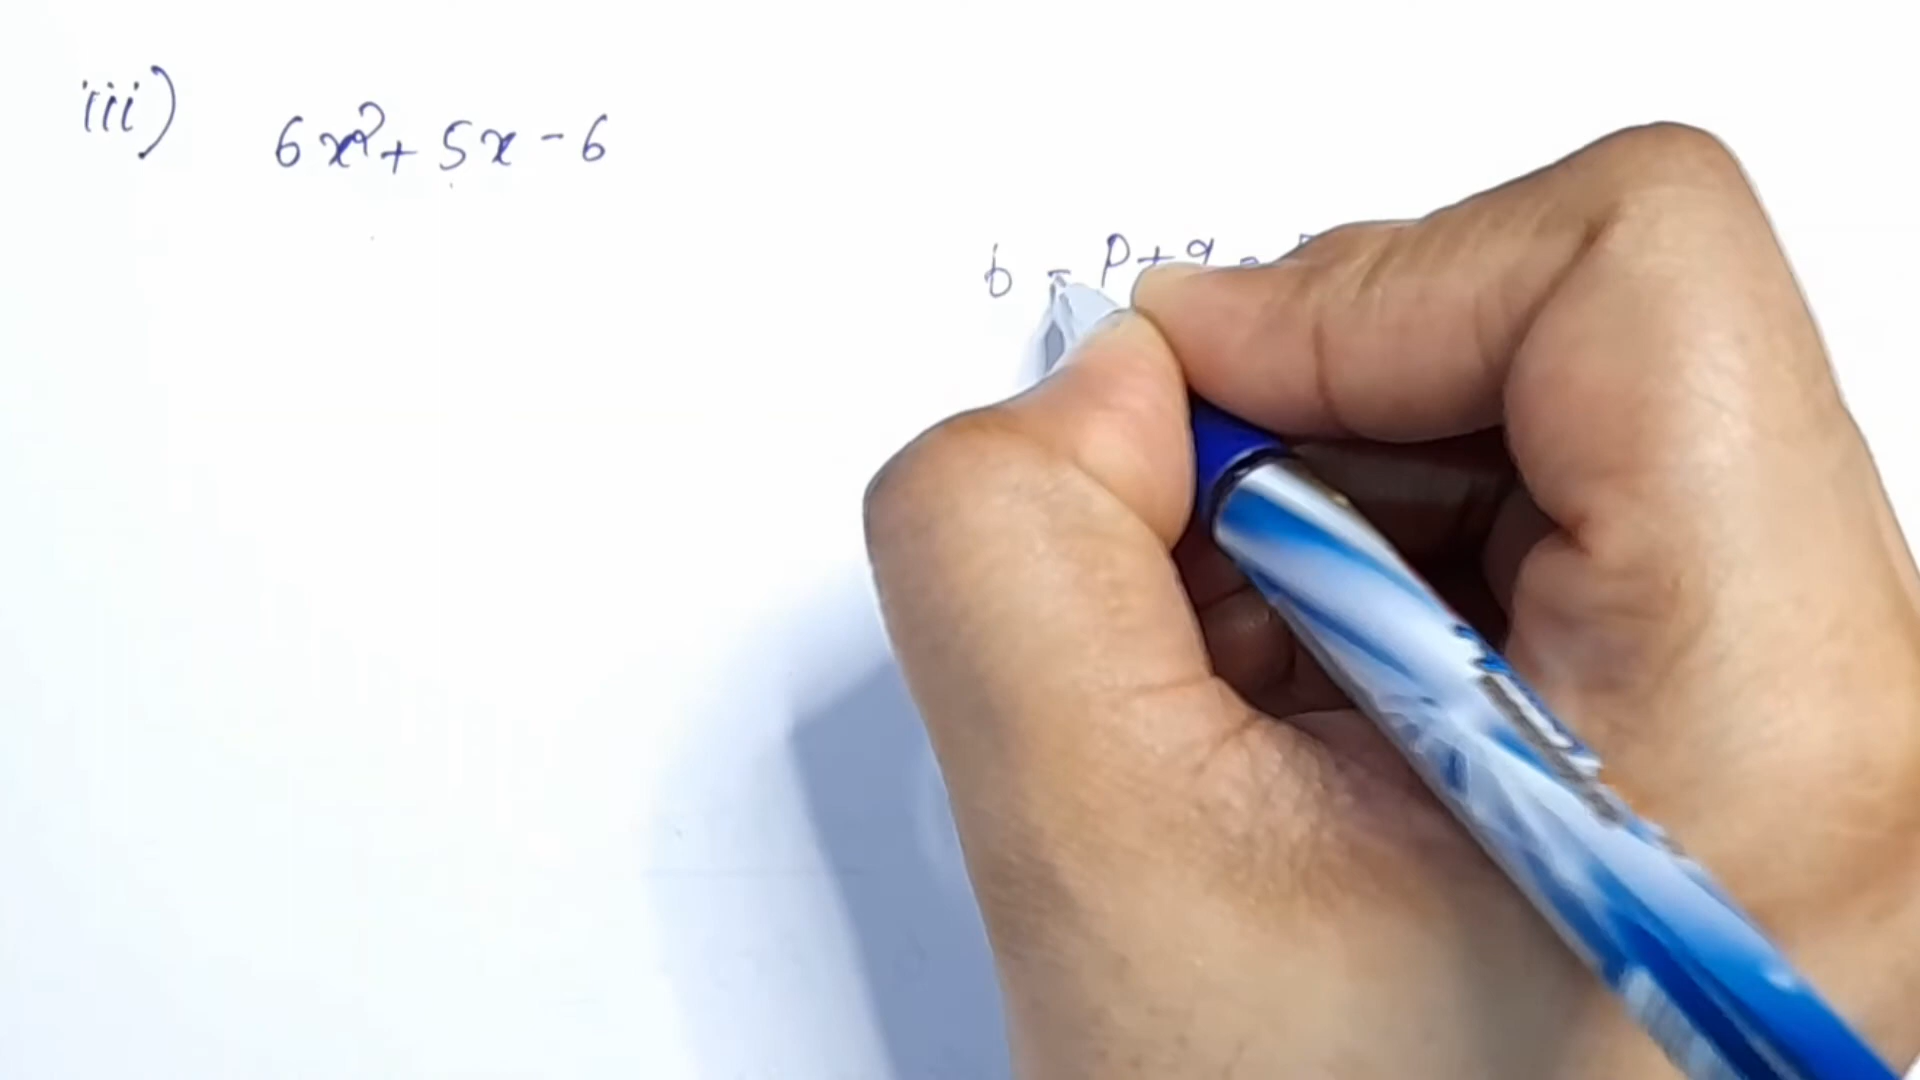 iii) 6x²+ 5x - 6
b = p + q =